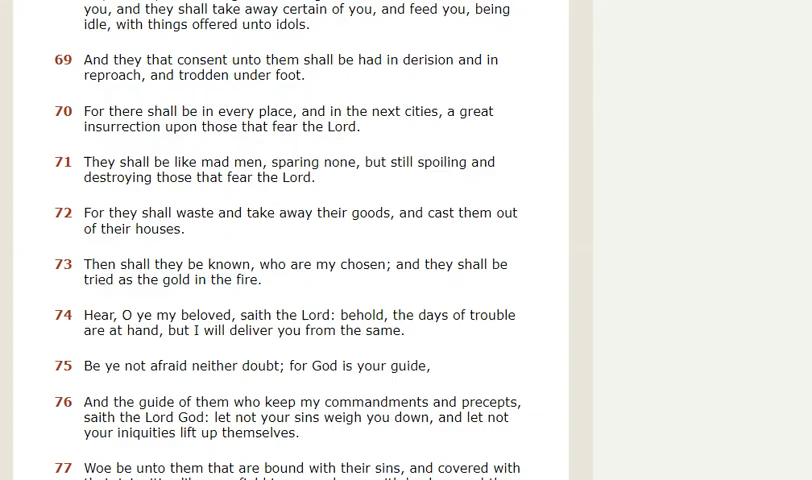 you, and they shall take away certain of you, and feed you, being
idle, with things offered unto idols.
69 And they that consent unto them shall be had in derision and in
reproach, and trodden under foot.
70 For there shall be in every place, and in the next cities, a great
insurrection upon those that fear the Lord.
71 They shall be like mad men, sparing none, but still spoiling and
destroying those that fear the Lord.
72 For they shall waste and take away their goods, and cast them out
of their houses.
73 Then shall they be known, who are my chosen; and they shall be
tried as the gold in the fire.
74 Hear, O ye my beloved, saith the Lord: behold, the days of trouble
are at hand, but I will deliver you from the same.
75 Be ye not afraid neither doubt; for God is your guide,
76 And the guide of them who keep my commandments and precepts,
saith the Lord God: let not your sins weigh you down, and let not
your iniquities lift up themselves.
77 Woe be unto them that are bound with their sins, and covered with